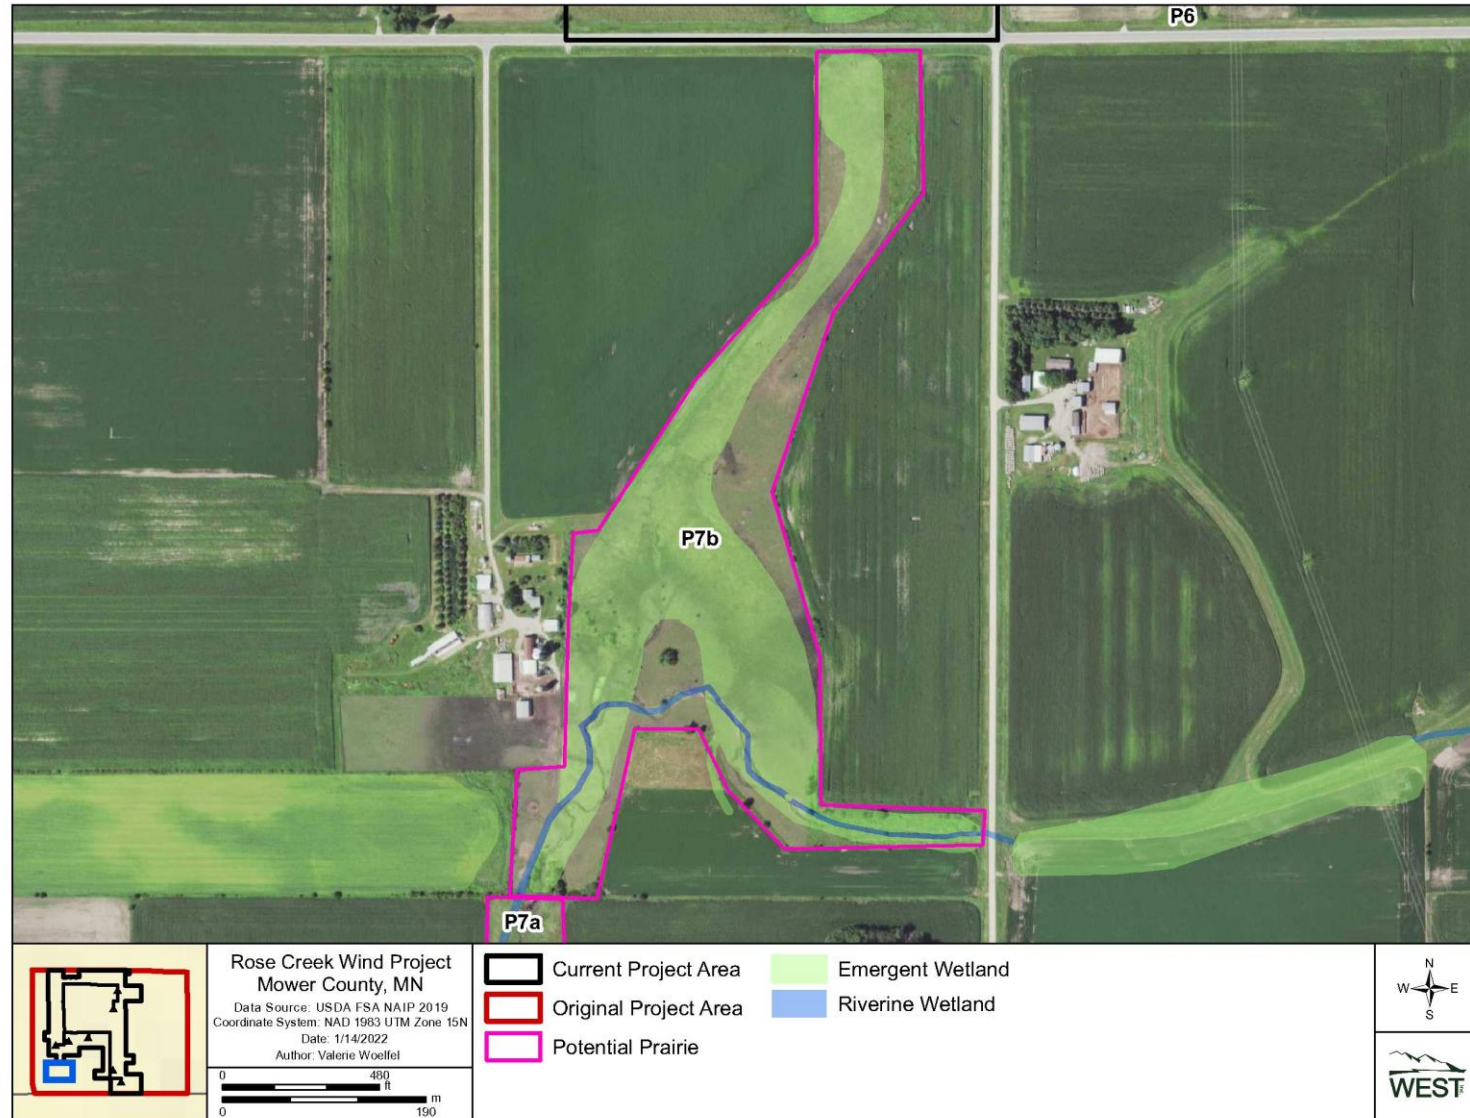 P6
P7b
P7a
Rose Creek Wind Project
Mower County, MN
Data Source: USDA FSA NAIP 2019
Coordinate System: NAD 1983 UTM Zone 15N
Date: 1/14/2022
Author: Valerie Woelfel
0 480
ft
m
0 190
Current Project Area
Original Project Area
Potential Prairie
Emergent Wetland
Riverine Wetland
N
W E
S
WEST